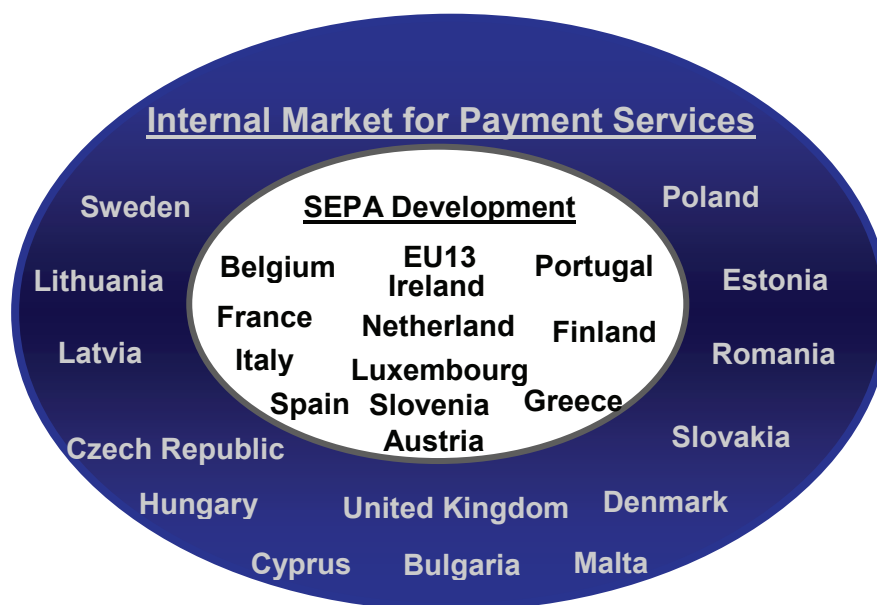 Internal Market for Payment Services
Sweden
Poland
SEPA Development
Belgium
EU13
Ireland
Portugal
Lithuania
Estonia
France
Netherland
Finland
Latvia
Italy
Luxembourg
Romania
Spain
Slovenia
Greece
Austria
Czech Republic
Slovakia
Hungary
United Kingdom
Denmark
Cyprus
Bulgaria
Malta